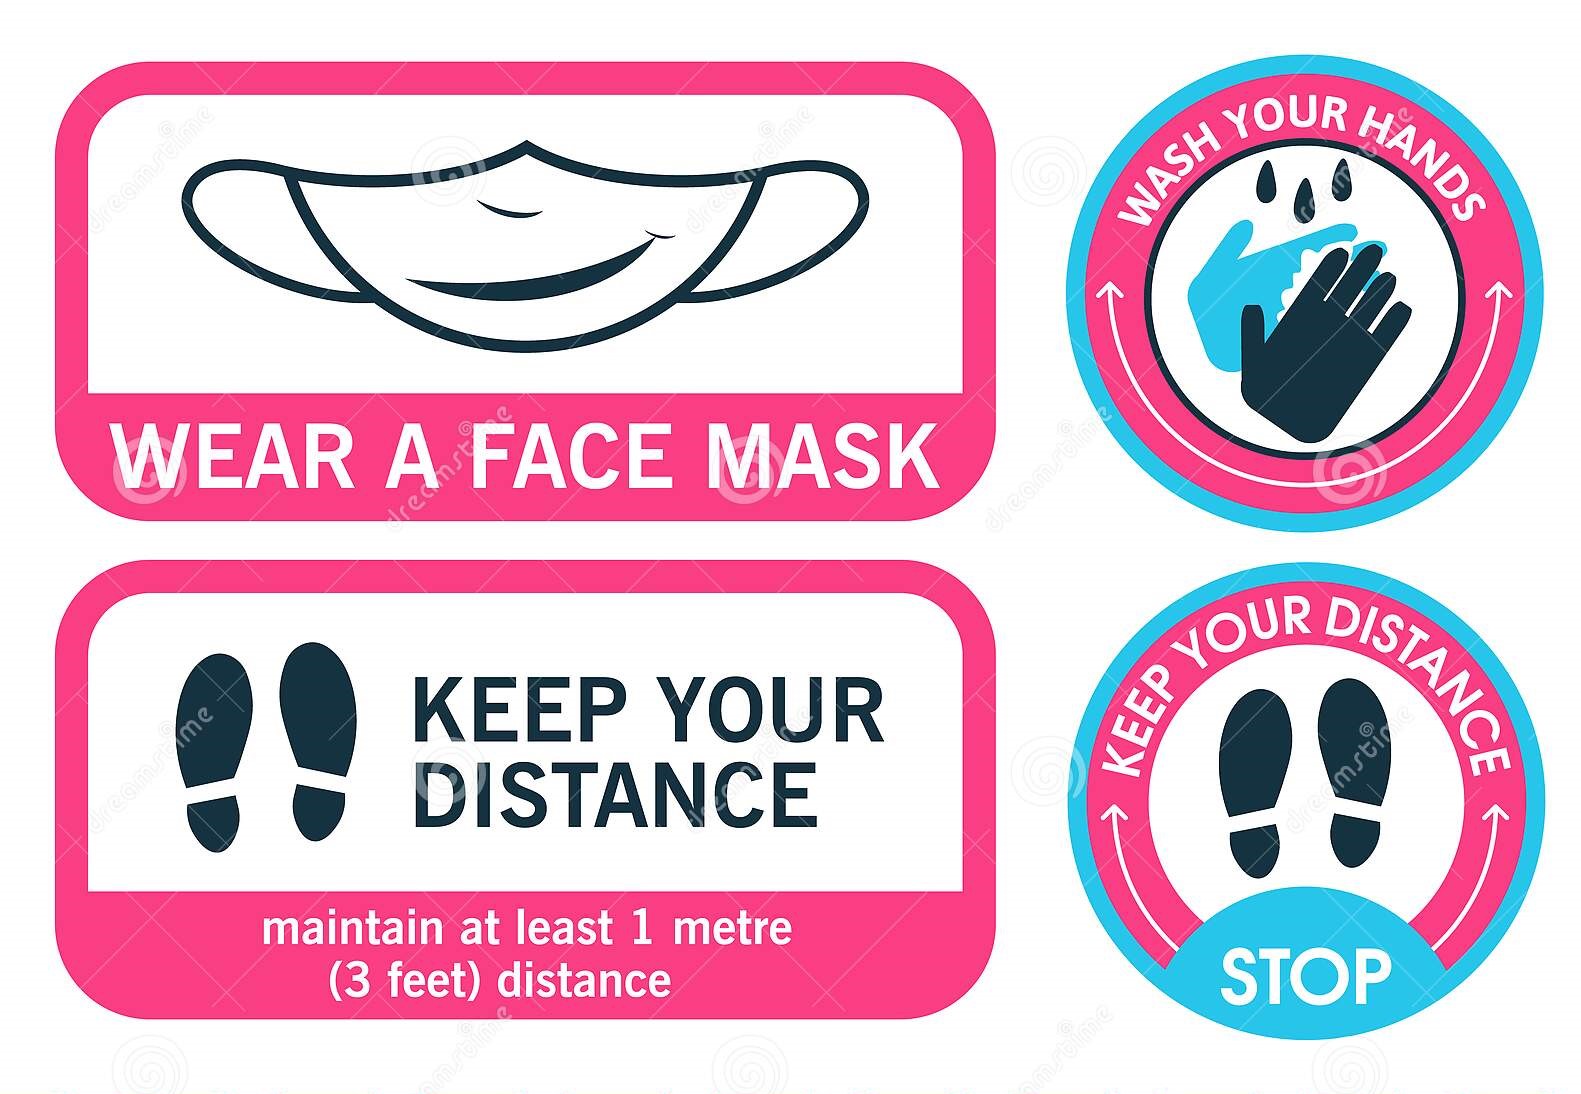 WEAR A FACE MASK
WASH YOUR HANDS
KEEP YOUR
DISTANCE
maintain at least 1 metre
(3 feet) distance
KEEP YOUR DISTANCE
STOP
dreamstime